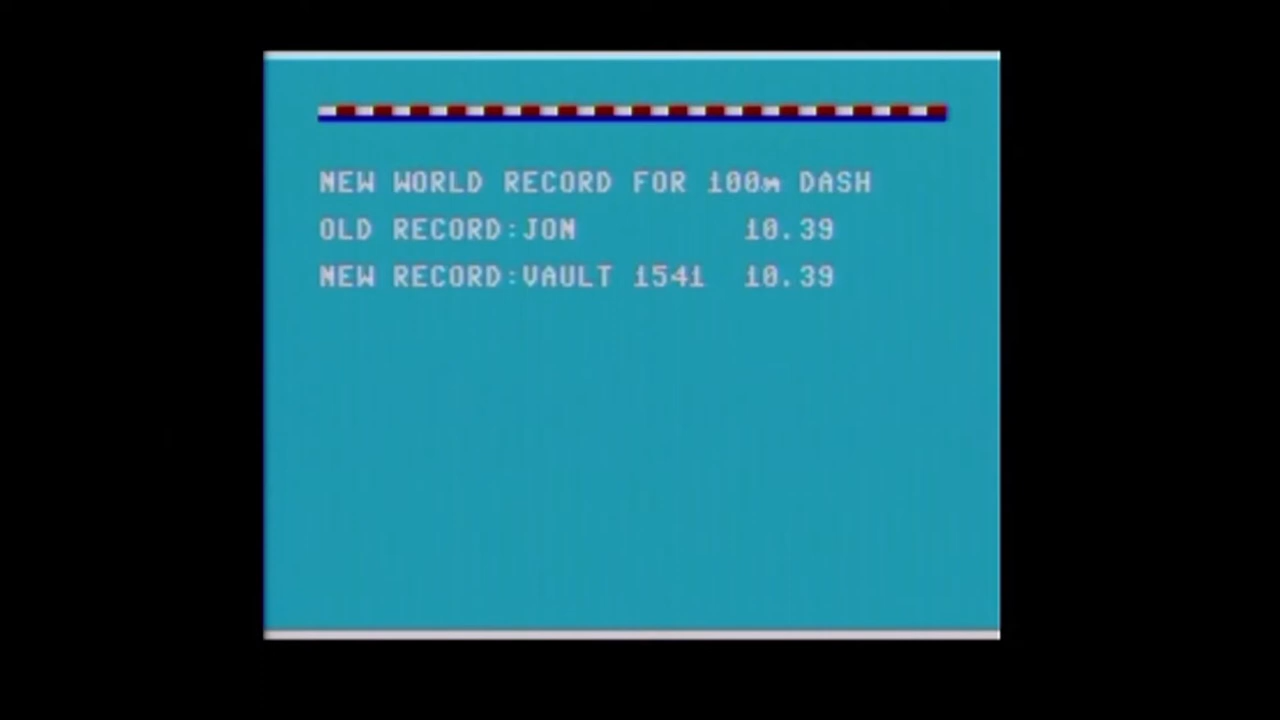 NEW WORLD RECORD FOR 100m DASH
OLD RECORD:JON 10.39
NEW RECORD:VAULT 1541 10.39